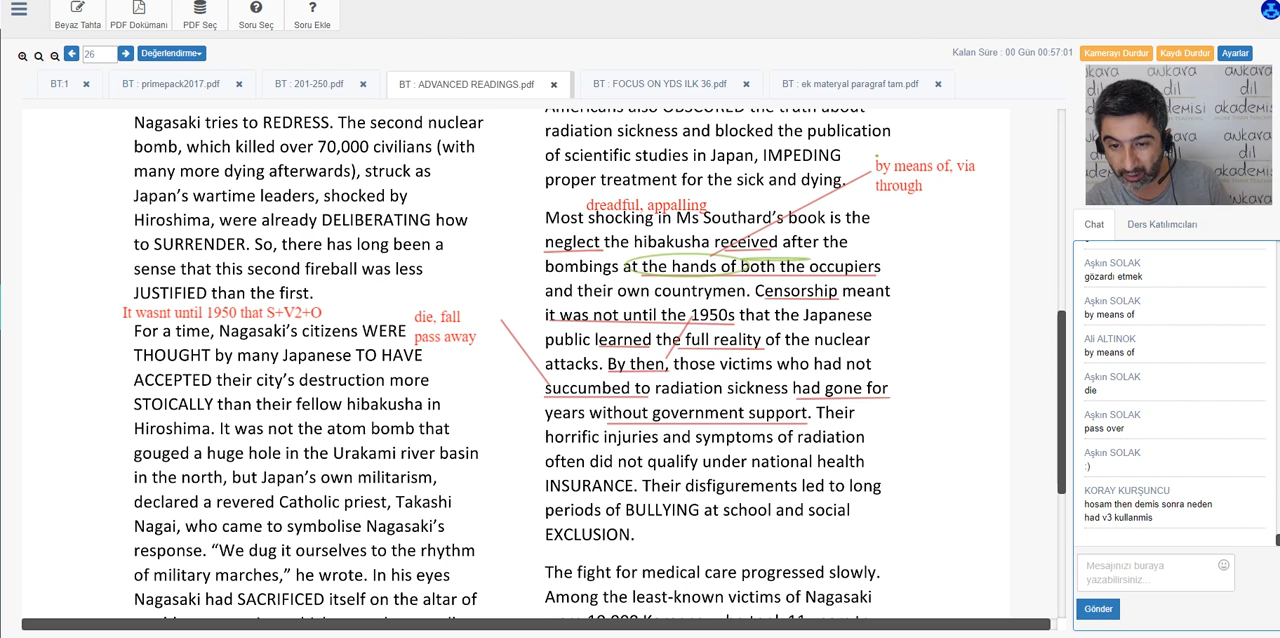 Beyaz Tahta
PDF Dokümanı
PDF Seç
Soru Seç
Soru Ekle
26
Değerlendirme
Kalan Süre : 00 Gün 00:57:01
Kamerayı Durdur
Kaydı Durdur
Ayarlar
BT:1
BT : primepack2017.pdf
BT : 201-250.pdf
BT : ADVANCED READINGS.pdf
BT : FOCUS ON YDS ILK 36.pdf
BT : ek materyal paragraf tam.pdf
Nagasaki tries to REDRESS. The second nuclear
bomb, which killed over 70,000 civilians (with
many more dying afterwards), struck as
Japan's wartime leaders, shocked by
Hiroshima, were already DELIBERATING how
to SURRENDER. So, there has long been a
sense that this second fireball was less
JUSTIFIED than the first.
It wasnt until 1950 that S+V2+O
For a time, Nagasaki's citizens WERE
THOUGHT by many Japanese TO HAVE
ACCEPTED their city's destruction more
STOICALLY than their fellow hibakusha in
Hiroshima. It was not the atom bomb that
gouged a huge hole in the Urakami river basin
in the north, but Japan's own militarism,
declared a revered Catholic priest, Takashi
Nagai, who came to symbolise Nagasaki's
response. "We dug it ourselves to the rhythm
of military marches," he wrote. In his eyes
Nagasaki had SACRIFICED itself on the altar of
die, fall
pass away
Americans also OBSCURED the truth about
radiation sickness and blocked the publication
of scientific studies in Japan, IMPEDING
proper treatment for the sick and dying.
by means of, via
through
dreadful, appalling
Most shocking in Ms Southard's book is the
neglect the hibakusha received after the
bombings at the hands of both the occupiers
and their own countrymen. Censorship meant
it was not until the 1950s that the Japanese
public learned the full reality of the nuclear
attacks. By then, those victims who had not
succumbed to radiation sickness had gone for
years without government support. Their
horrific injuries and symptoms of radiation
often did not qualify under national health
INSURANCE. Their disfigurements led to long
periods of BULLYING at school and social
EXCLUSION.
The fight for medical care progressed slowly.
Among the least-known victims of Nagasaki
ankara
dil
akademisi
Chat
Ders Katılımcıları
Aşkın SOLAK
gözardı etmek
Aşkın SOLAK
by means of
Ali ALTINOK
by means of
Aşkın SOLAK
die
Aşkın SOLAK
pass over
Aşkın SOLAK
:)
KORAY KURŞUNCU
hosam then demis sonra neden
had v3 kullanmis
Mesajınızı buraya
yazabilirsiniz...
Gönder